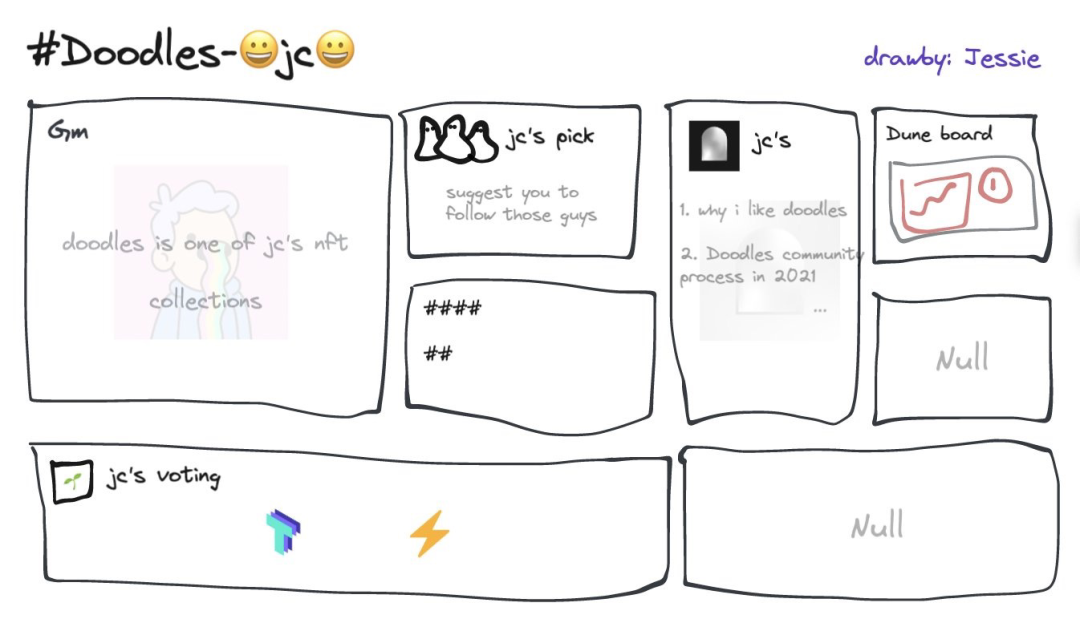 #Doodles-😀jc😀
drawby: Jessie
Gm
doodles is one of jc's nft
collections
jc's pick
suggest you to
follow those guys
####
##
jc's
1. why i like doodles
2. Doodles community
process in 2021
...
Dune board
Null
jc's voting
Null